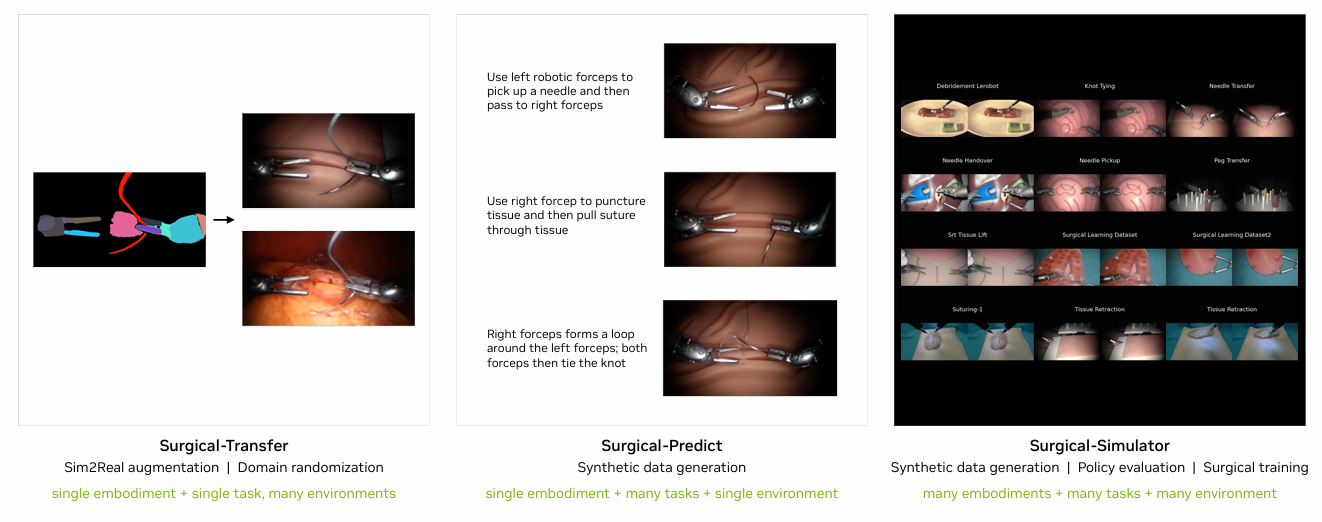 Use left robotic forceps to
pick up a needle and then
pass to right forceps
Use right forcep to puncture
tissue and then pull suture
through tissue
Right forceps forms a loop
around the left forceps; both
forceps then tie the knot
Debridement Lerobot
Knot Tying
Needle Transfer
Needle Handover
Needle Pickup
Peg Transfer
Srt Tissue Lift
Surgical Learning Dataset
Surgical Learning Dataset2
Suturing-1
Tissue Retraction
Tissue Retraction
Surgical-Transfer
Sim2Real augmentation | Domain randomization
single embodiment + single task, many environments
Surgical-Predict
Synthetic data generation
single embodiment + many tasks + single environment
Surgical-Simulator
Synthetic data generation | Policy evaluation | Surgical training
many embodiments + many tasks + many environment